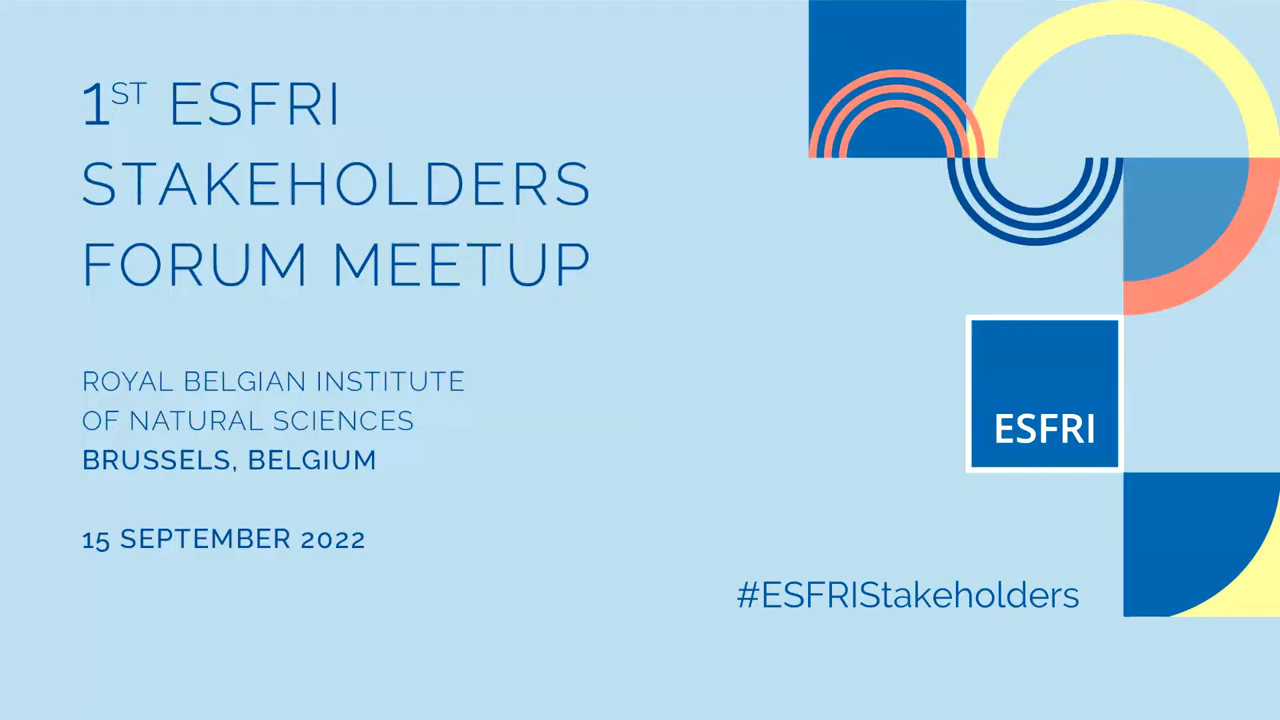 1ST ESFRI
STAKEHOLDERS
FORUM MEETUP
ROYAL BELGIAN INSTITUTE
OF NATURAL SCIENCES
BRUSSELS, BELGIUM
15 SEPTEMBER 2022
ESFRI
#ESFRIStakeholders